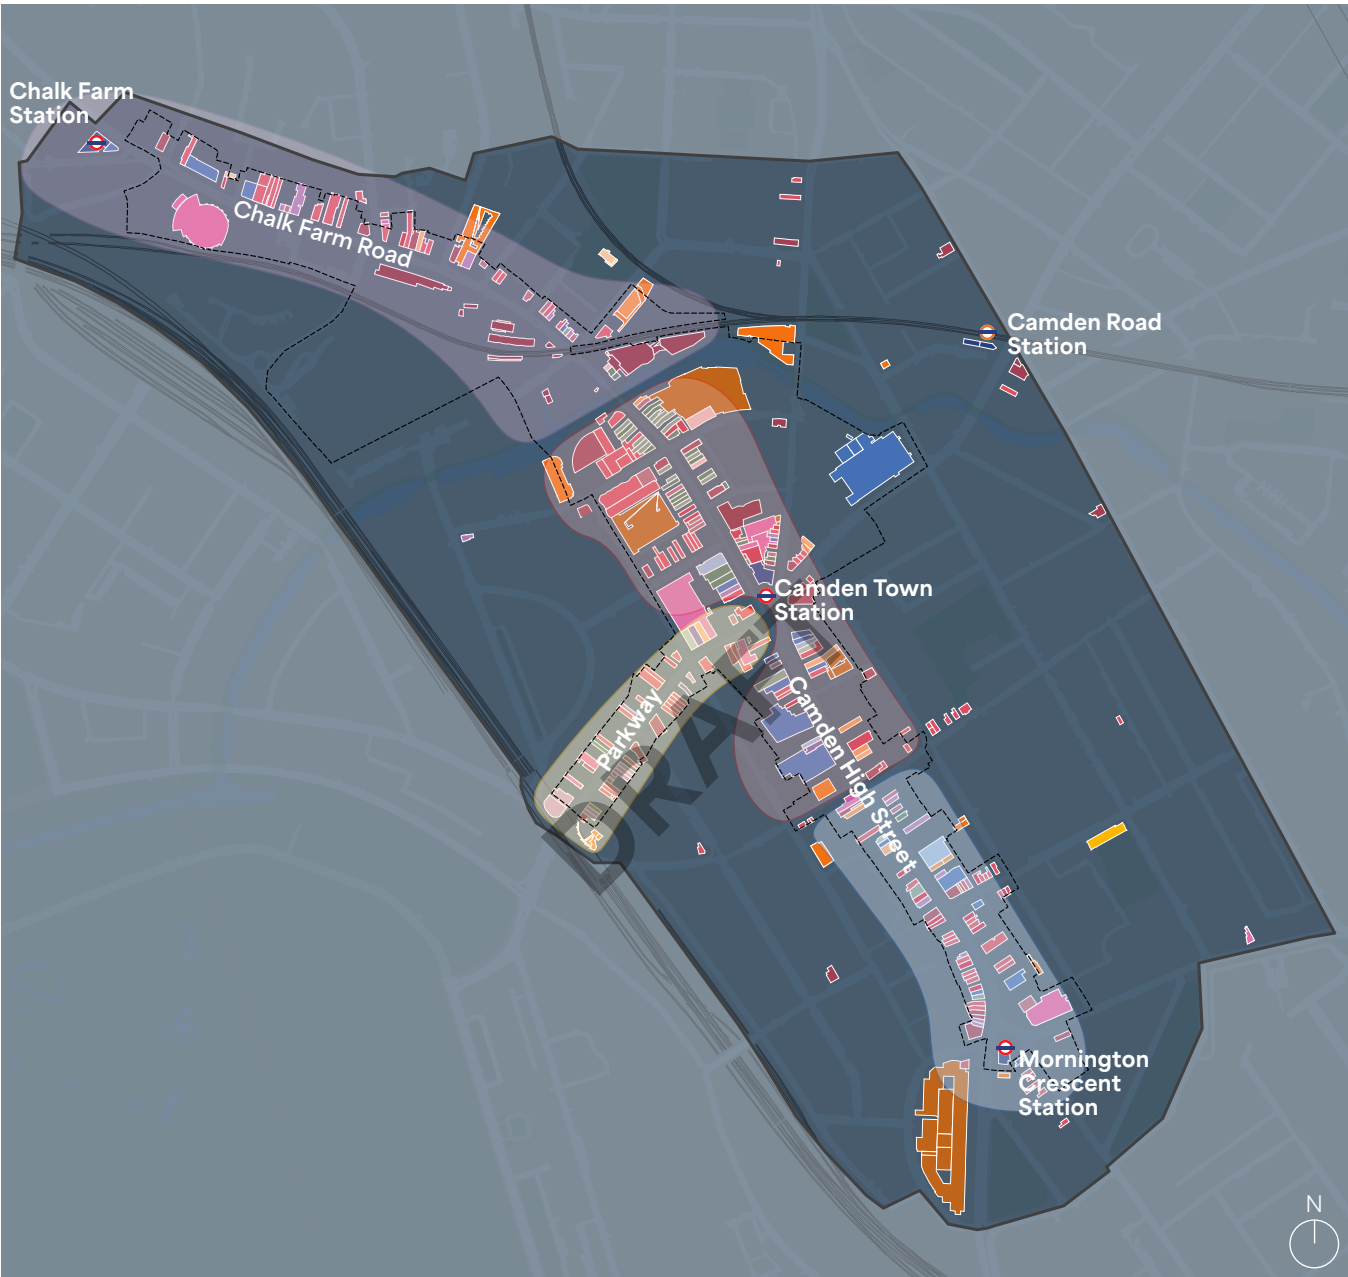 Chalk Farm
Station
Chalk Farm Road
Camden Road
Station
Camden Town
Station
Parkway
DRAFT
Camden High Street
Mornington
Crescent
Station
N